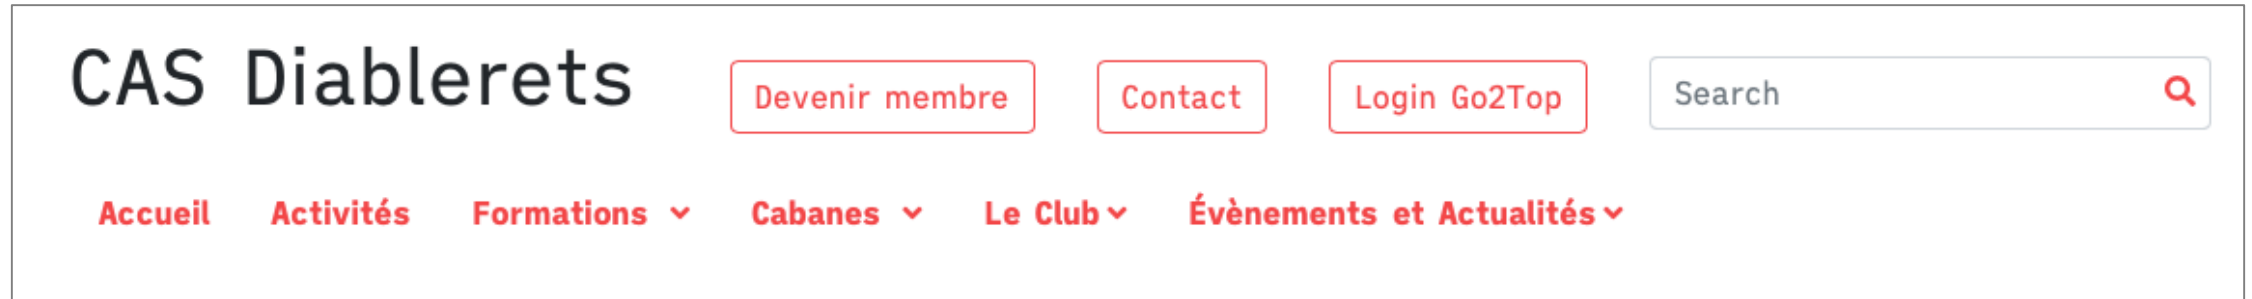 CAS Diablerets
Devenir membre
Contact
Login Go2Top
Search
Accueil
Activités
Formations
Cabanes
Le Club
Évènements et Actualités